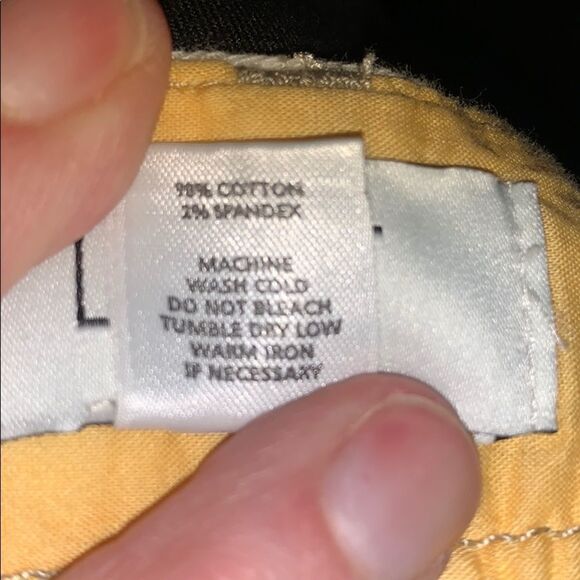 98% COTTON
2% SPANDEX
MACHINE
WASH COLD
DO NOT BLEACH
TUMBLE DRY LOW
WARM IRON
IF NECESSARY